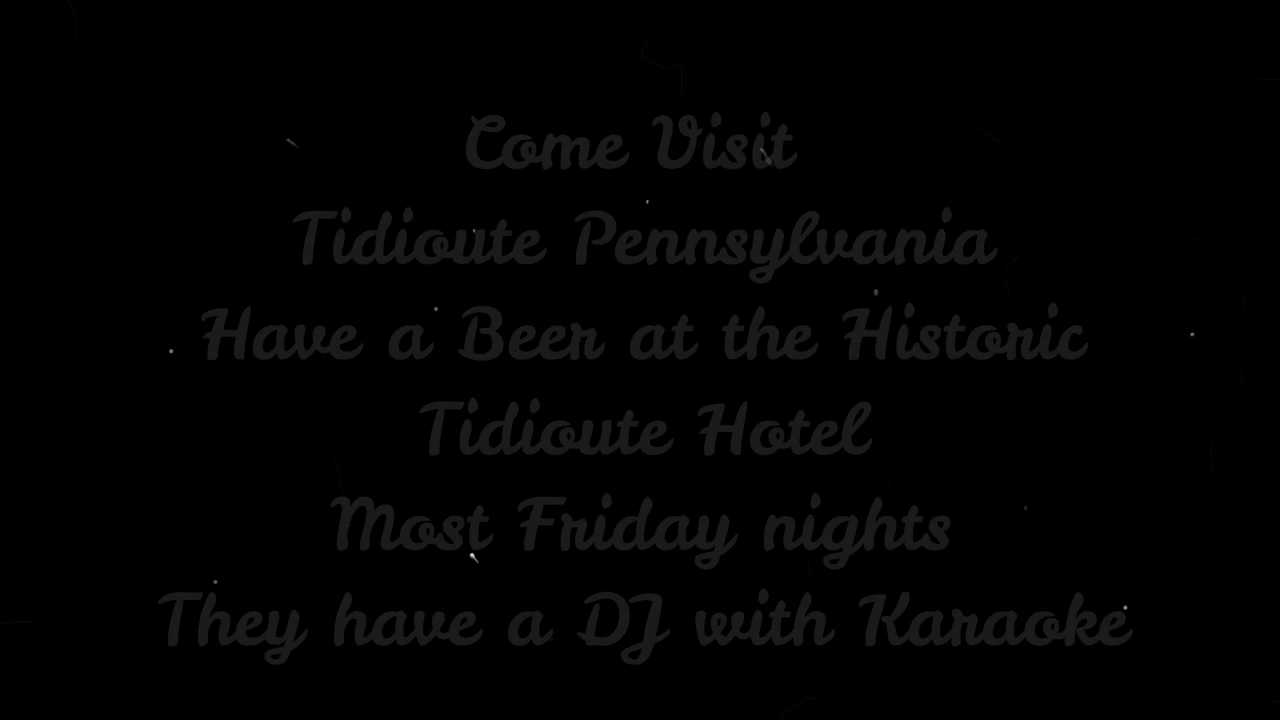 Come Visit
Tidioute Pennsylvania
Have a Beer at the Historic
Tidioute Hotel
Most Friday nights
They have a DJ with Karaoke